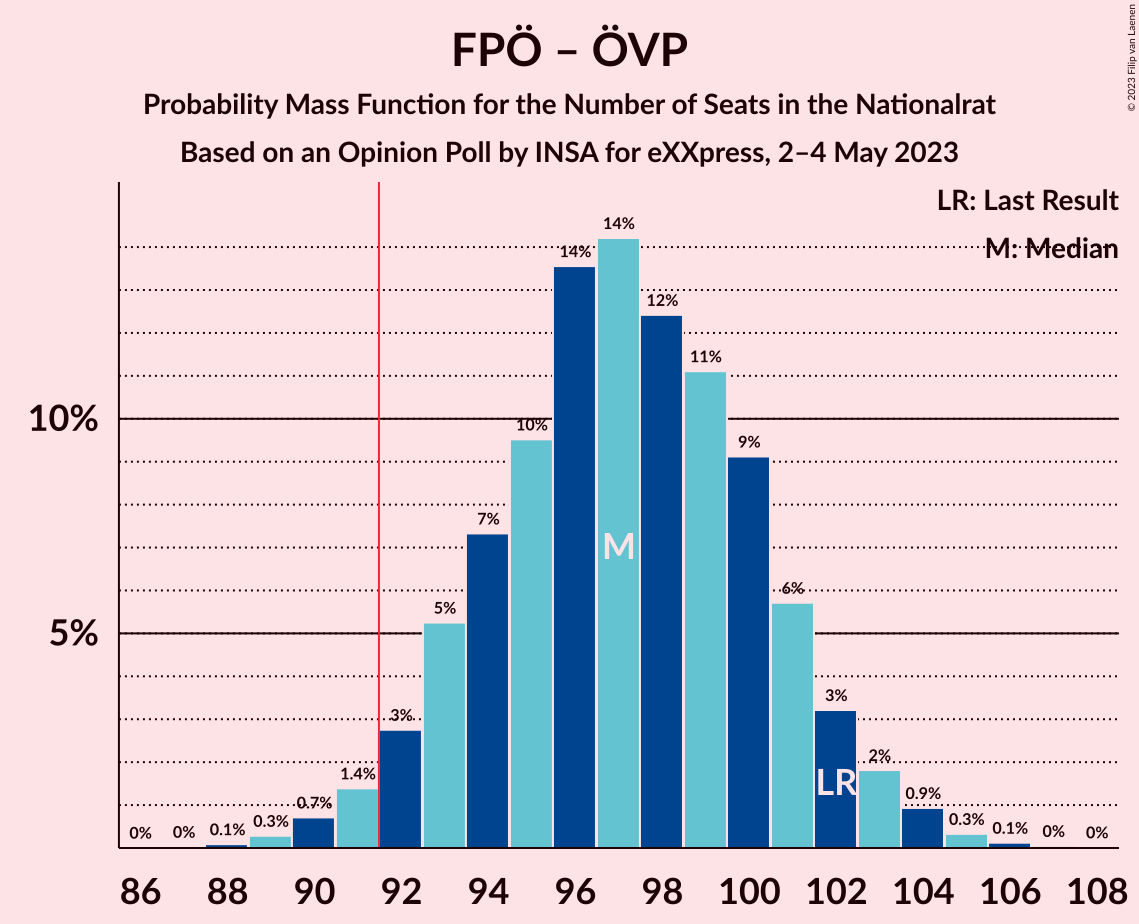 FPÖ – ÖVP
Probability Mass Function for the Number of Seats in the Nationalrat
Based on an Opinion Poll by INSA for eXXpress, 2–4 May 2023
© 2023 Filip van Laenen
LR: Last Result
M: Median
10%
5%
0%
0%
0.1%
0.3%
0.7%
1.4%
3%
5%
7%
10%
14%
14%
12%
11%
9%
6%
3%
2%
0.9%
0.3%
0.1%
0%
0%
M
LR
86 88 90 92 94 96 98 100 102 104 106 108